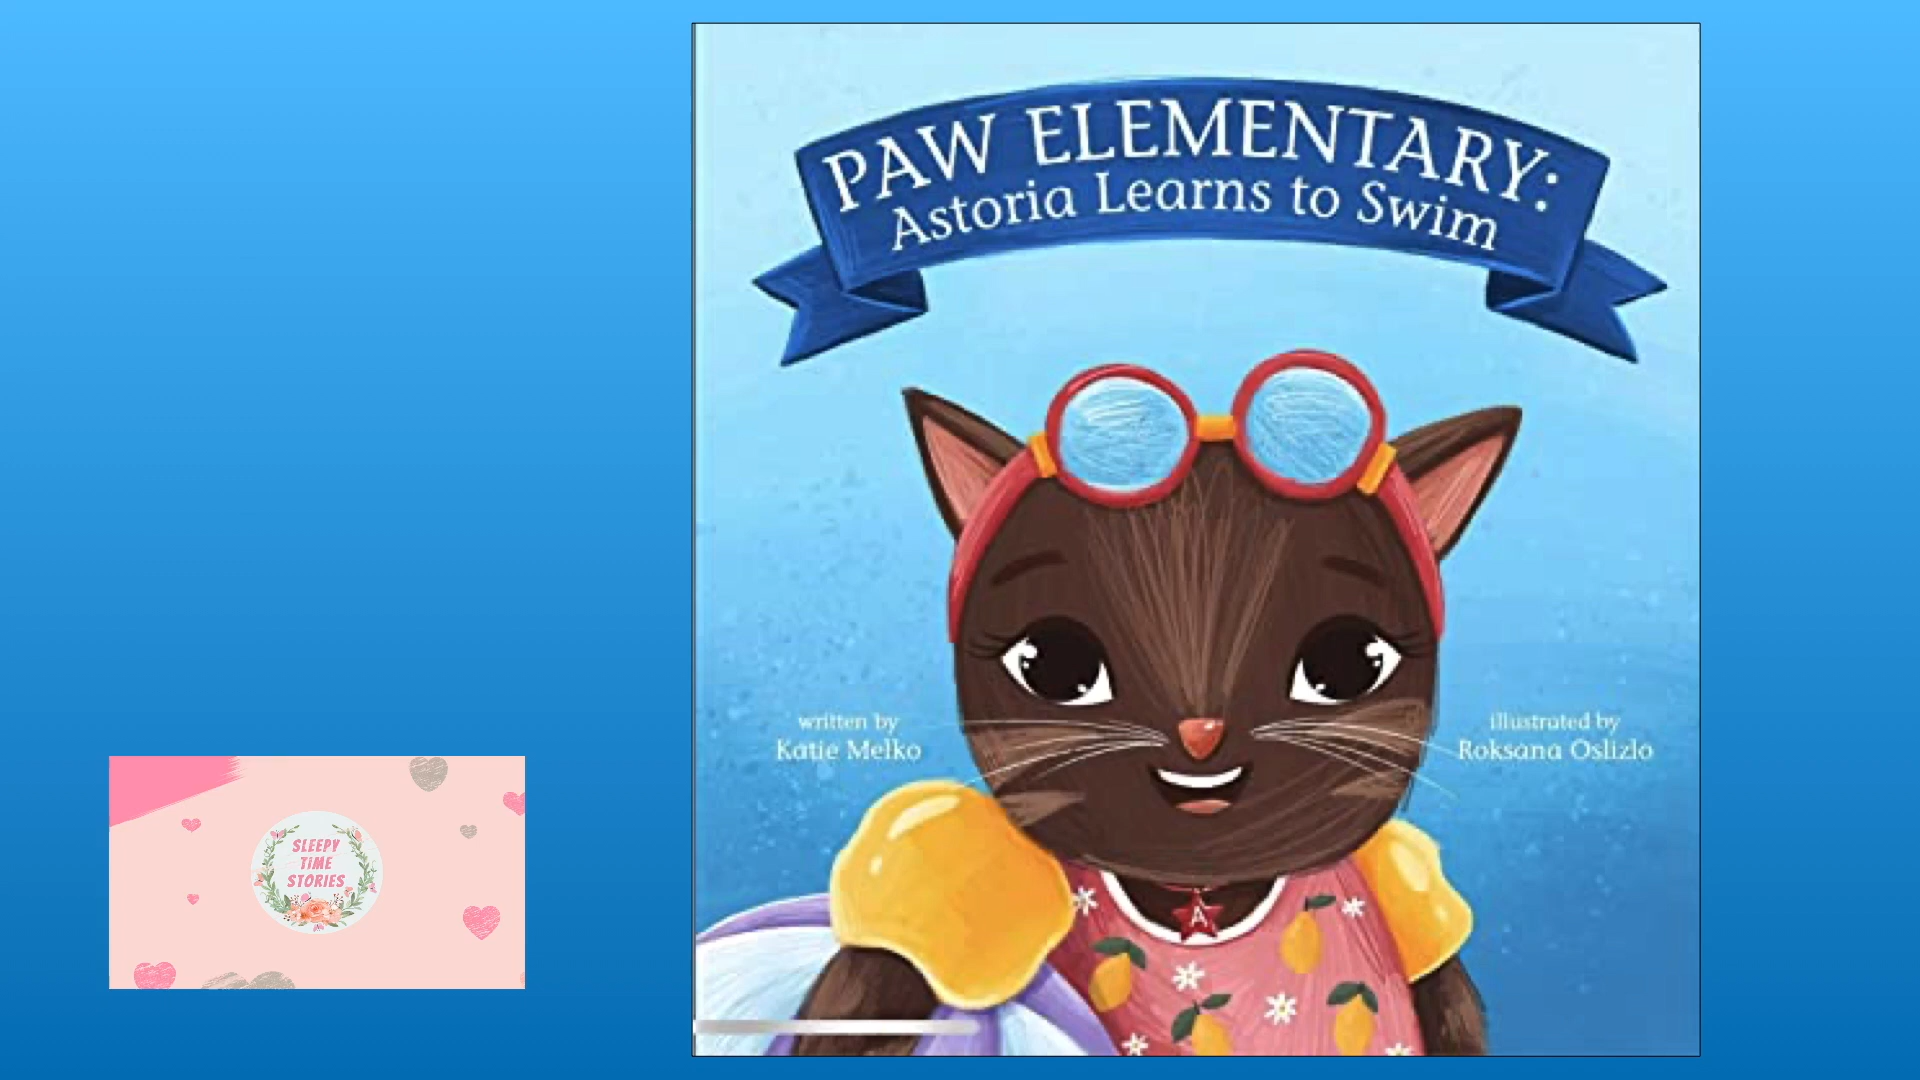 PAW ELEMENTARY:
Astoria Learns to Swim
written by
Katie Melko
illustrated by
Roksana Oslizlo
A
SLEEPY
TIME
STORIES